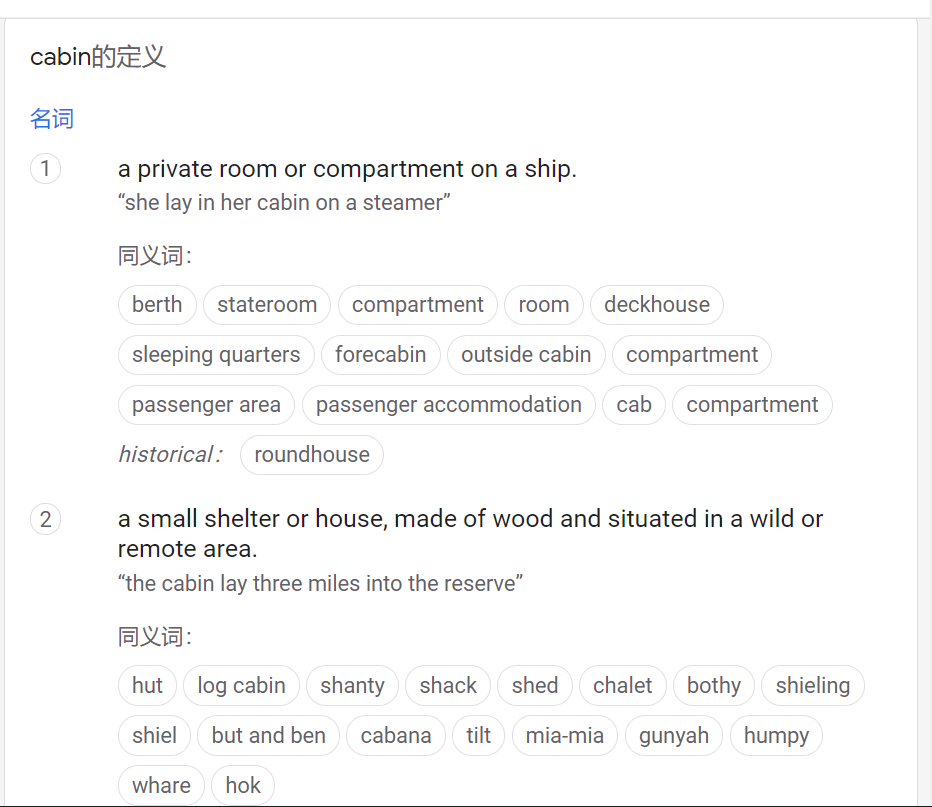 cabin的定义
名词
1 a private room or compartment on a ship.
“she lay in her cabin on a steamer”
同义词：
berth stateroom compartment room deckhouse
sleeping quarters forecabin outside cabin compartment
passenger area passenger accommodation cab compartment
historical： roundhouse
2 a small shelter or house, made of wood and situated in a wild or
remote area.
“the cabin lay three miles into the reserve”
同义词：
hut log cabin shanty shack shed chalet bothy shieling
shiel but and ben cabana tilt mia-mia gunyah humpy
whare hok